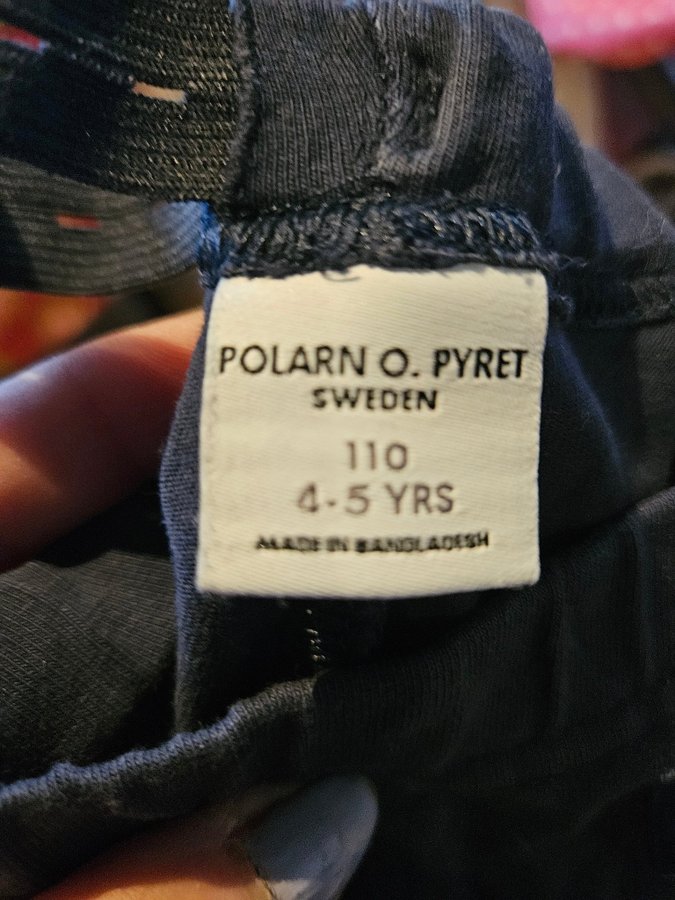 POLARN O. PYRET
SWEDEN
110
4-5 YRS
MADE IN BANGLADESH